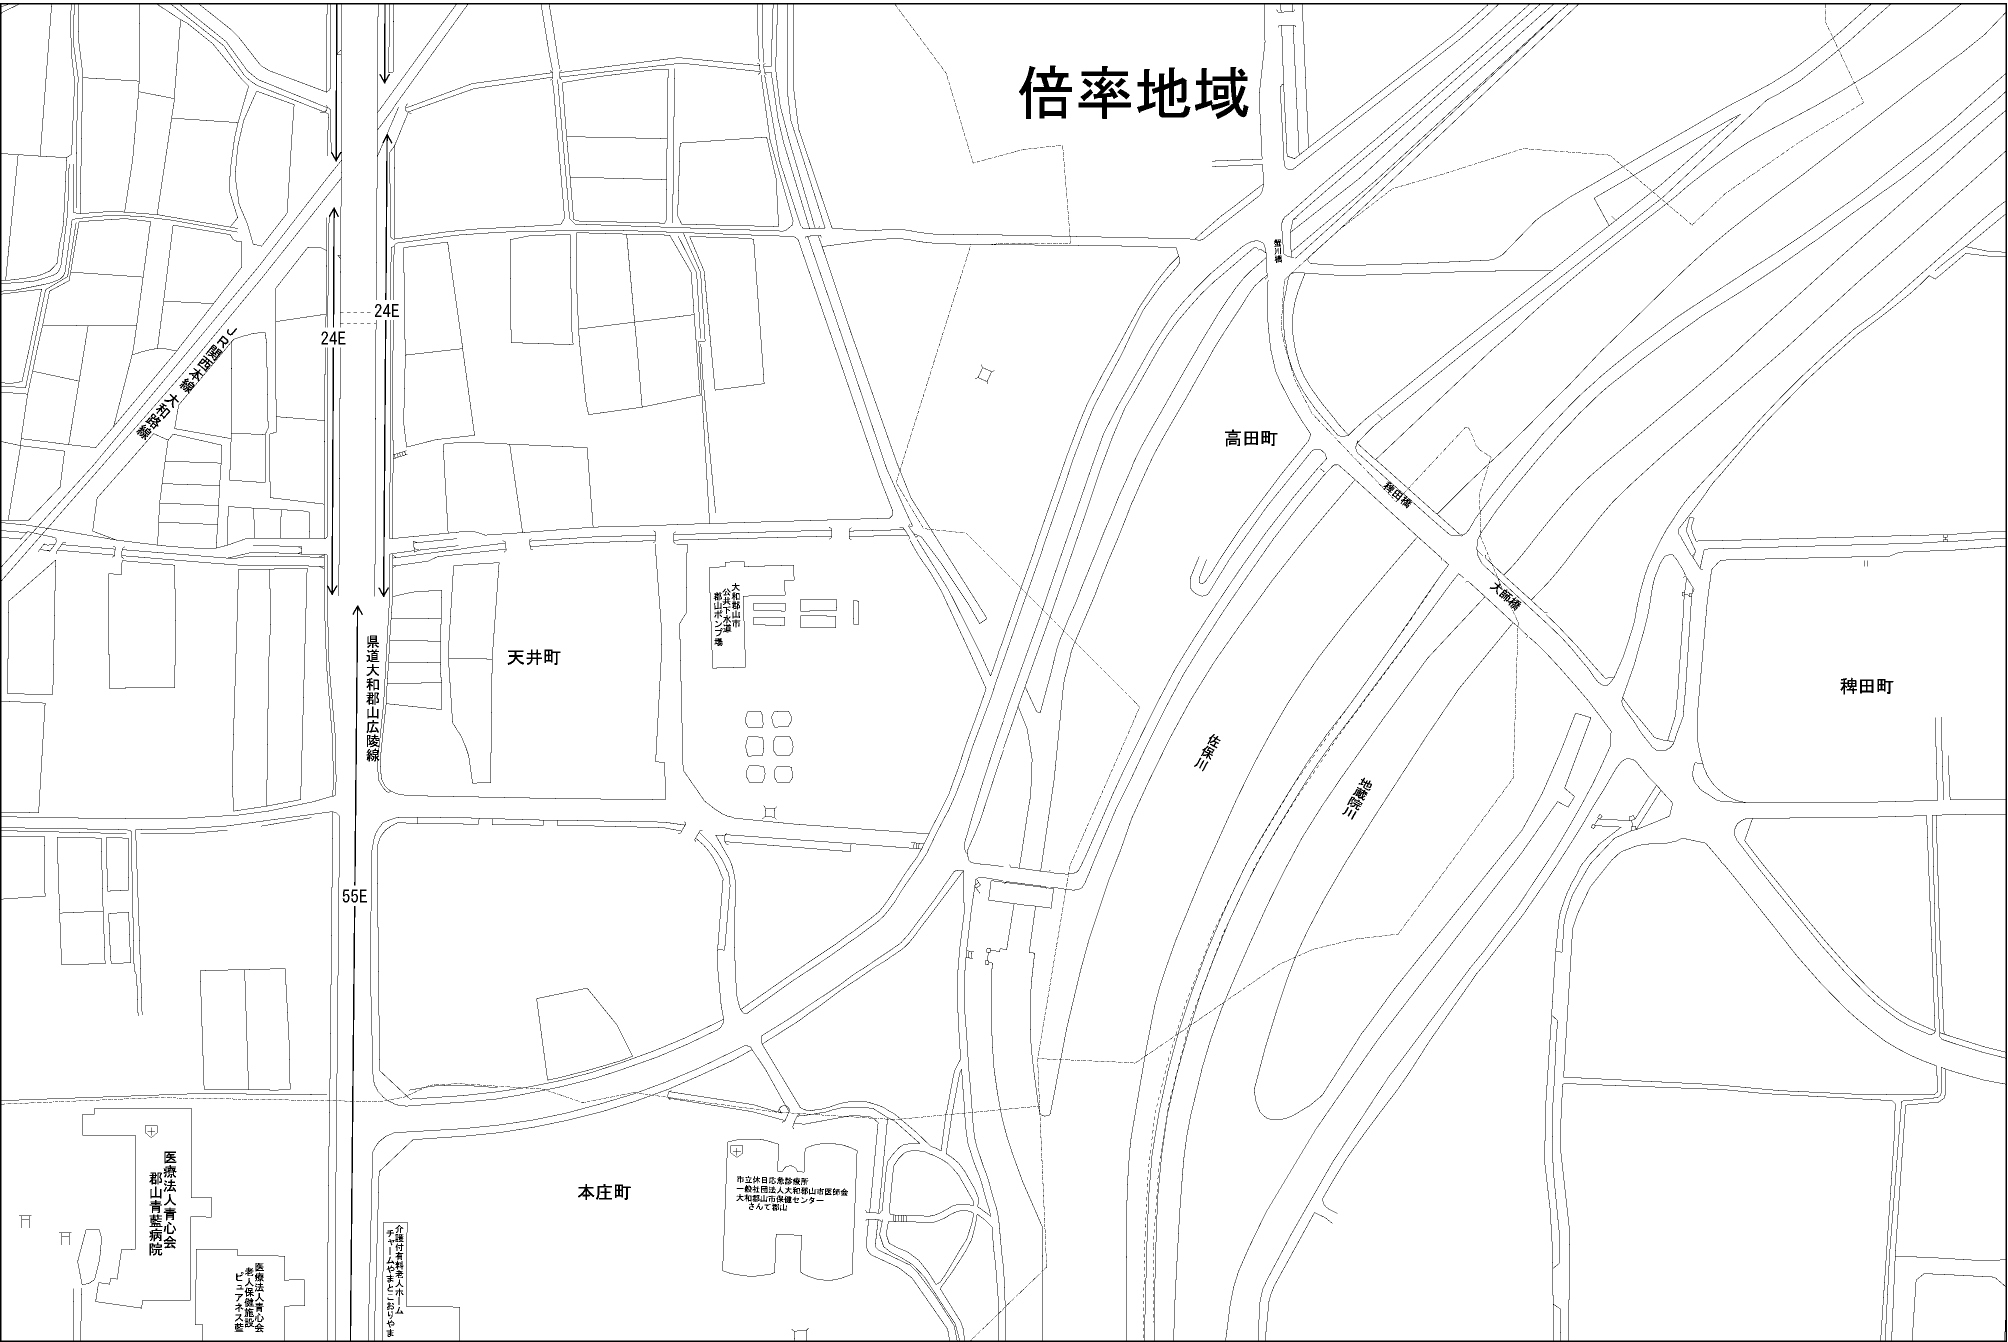 倍率地域
蟹川橋
24E
24E
JR関西本線
大和路線
高田町
稗田橋
大師橋
大和郡山市
公共下水道
郡山ポンプ場
県道大和郡山広陵線
天井町
稗田町
佐保川
地蔵院川
55E
医療法人青心会
郡山青藍病院
本庄町
市立休日応急診療所
一般社団法人大和郡山市医師会
大和郡山市保健センター
さんて郡山
介護付有料老人ホーム
チャームやまとこおりやま
医療法人青心会
老人保健施設
ピュアネス藍